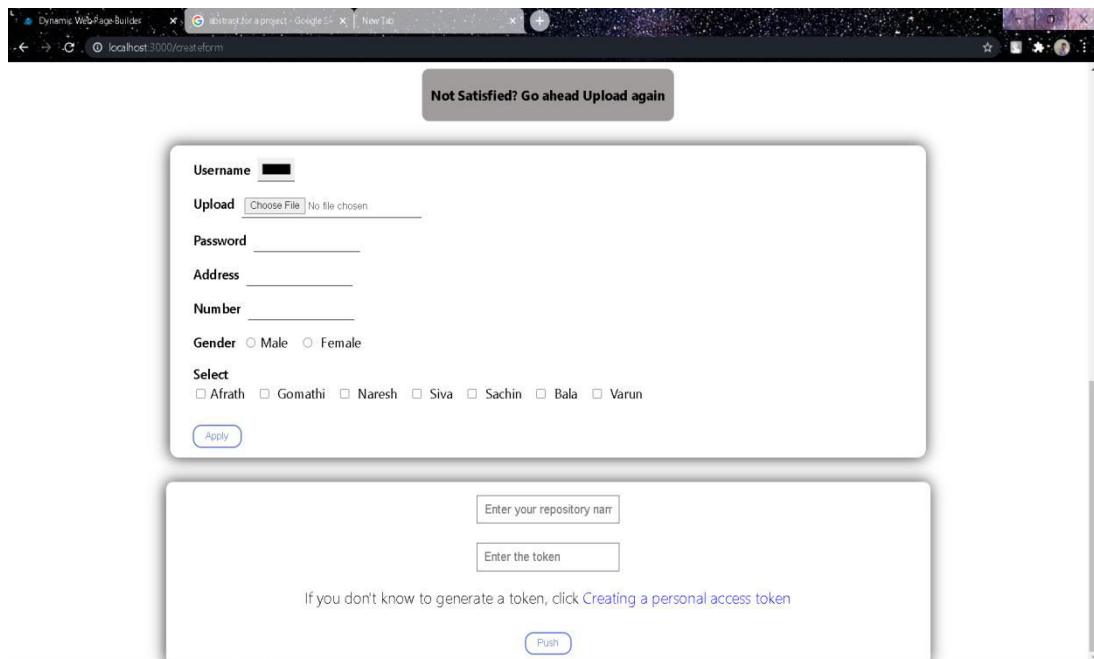 Dynamic Web-Page-Builder
abstract for a project - Google Se
New Tab
localhost:3000/createform
Not Satisfied? Go ahead Upload again
Username
Upload Choose File No file chosen
Password
Address
Number
Gender Male Female
Select
Afrath Gomathi Naresh Siva Sachin Bala Varun
Apply
Enter your repository nam
Enter the token
If you don't know to generate a token, click Creating a personal access token
Push